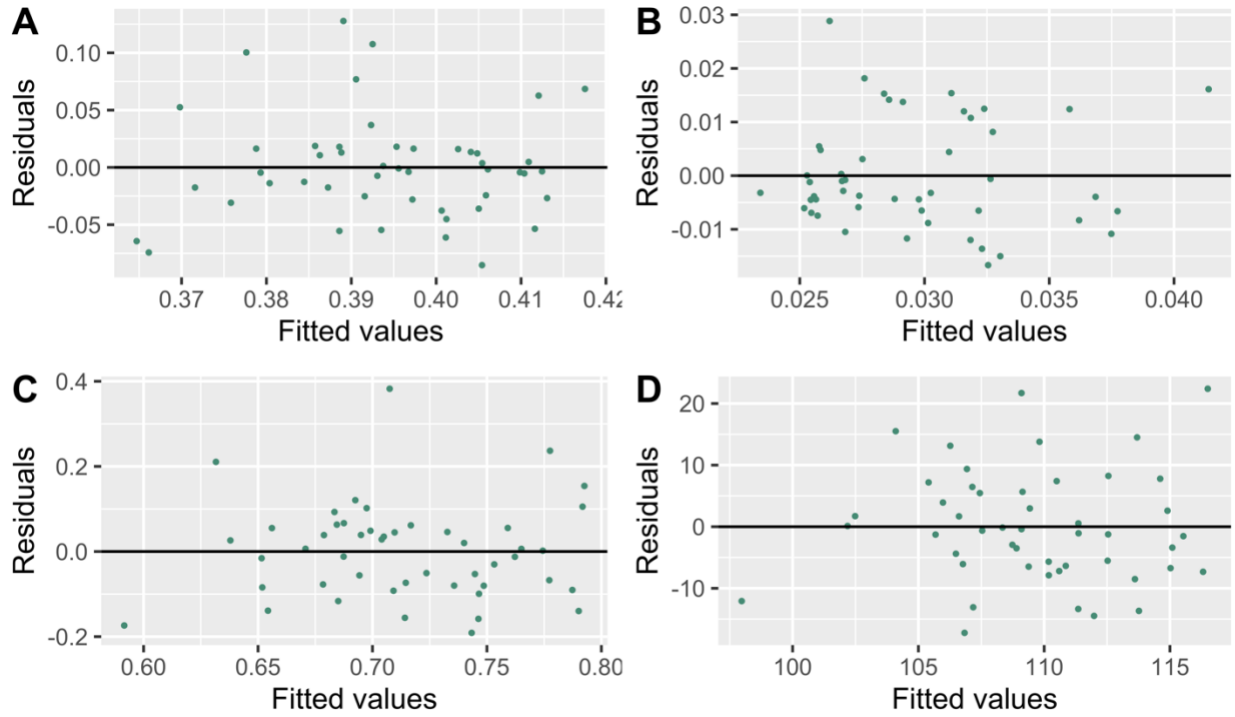 A
Residuals
0.10
0.05
0.00
-0.05
0.37 0.38 0.39 0.40 0.41 0.42
Fitted values
B
Residuals
0.03
0.02
0.01
0.00
-0.01
0.025 0.030 0.035 0.040
Fitted values
C
Residuals
0.4
0.2
0.0
-0.2
0.60 0.65 0.70 0.75 0.80
Fitted values
D
Residuals
20
10
0
-10
100 105 110 115
Fitted values